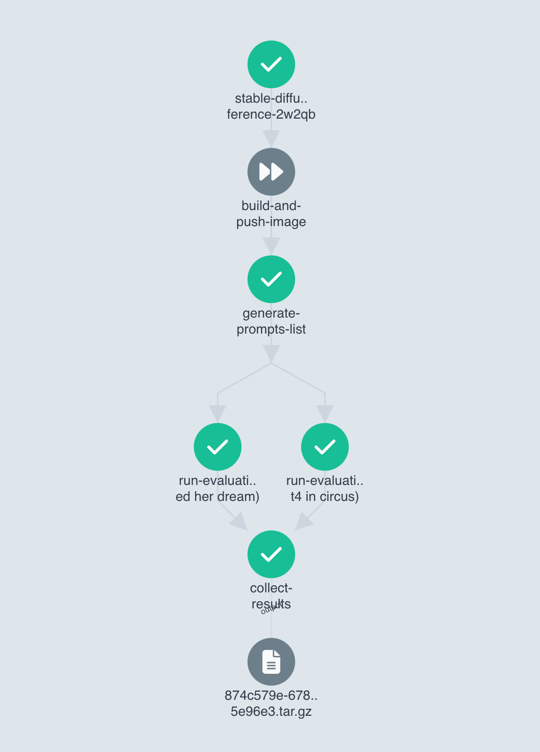 stable-diffu..
ference-2w2qb
build-and-
push-image
generate-
prompts-list
run-evaluati..
ed her dream)
run-evaluati..
t4 in circus)
collect-
results
874c579e-678..
5e96e3.tar.gz